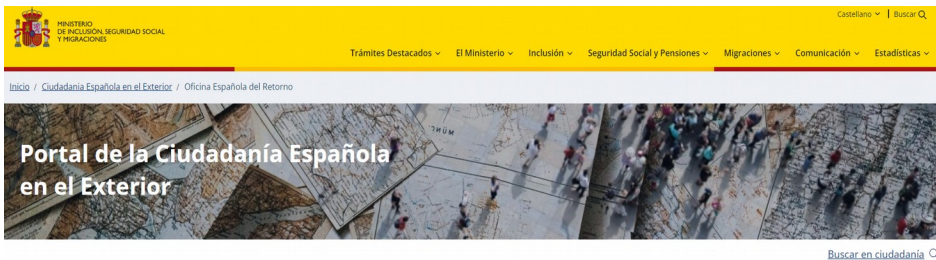 Castellano | Buscar
MINISTERIO
DE INCLUSIÓN, SEGURIDAD SOCIAL
Y MIGRACIONES
Trámites Destacados El Ministerio Inclusión Seguridad Social y Pensiones Migraciones Comunicación Estadísticas
Inicio / Ciudadania Española en el Exterior / Oficina Española del Retorno
Portal de la Ciudadanía Española
en el Exterior
Buscar en ciudadanía